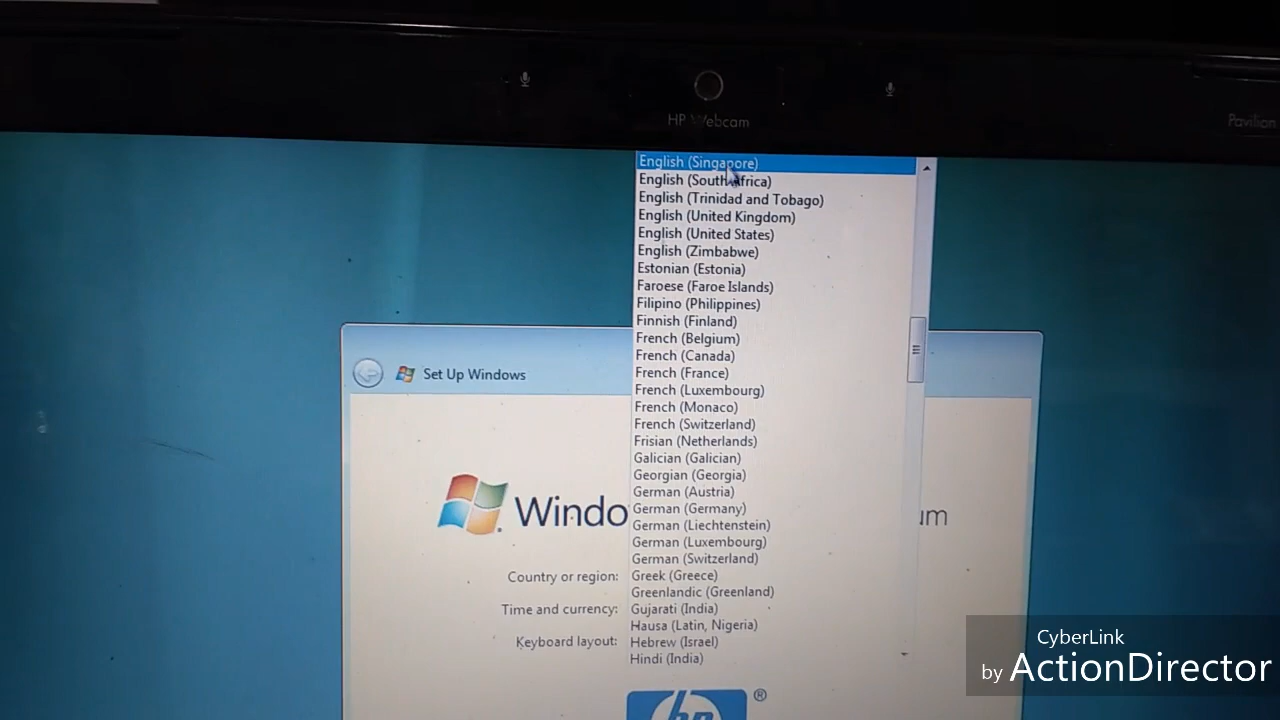 HP Webcam
Pavilion
English (Singapore)
English (South Africa)
English (Trinidad and Tobago)
English (United Kingdom)
English (United States)
English (Zimbabwe)
Estonian (Estonia)
Faroese (Faroe Islands)
Filipino (Philippines)
Finnish (Finland)
French (Belgium)
French (Canada)
French (France)
French (Luxembourg)
French (Monaco)
French (Switzerland)
Frisian (Netherlands)
Galician (Galician)
Georgian (Georgia)
German (Austria)
German (Germany)
German (Liechtenstein)
German (Luxembourg)
German (Switzerland)
Greek (Greece)
Greenlandic (Greenland)
Gujarati (India)
Hausa (Latin, Nigeria)
Hebrew (Israel)
Hindi (India)
Set Up Windows
Windo
um
Country or region:
Time and currency:
Keyboard layout:
hp ®
CyberLink
by ActionDirector